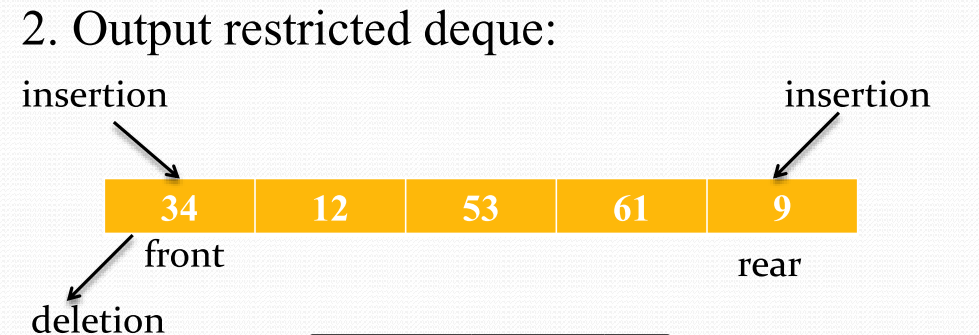 2. Output restricted deque:
insertion insertion
34 12 53 61 9
front rear
deletion